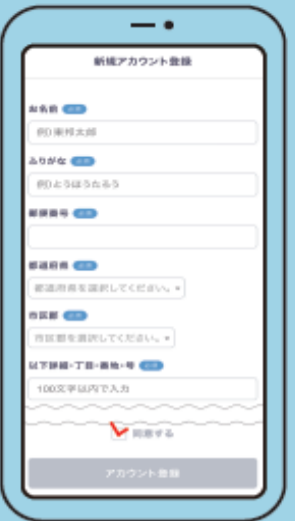 新規アカウント登録
お名前 必須
例)東邦太郎
ふりがな 必須
例)とうほうたろう
郵便番号 必須
都道府県 必須
都道府県を選択してください。
市区郡 必須
市区郡を選択してください。
以下詳細・丁目・番地・号 必須
100文字以内で入力
同意する
アカウント登録